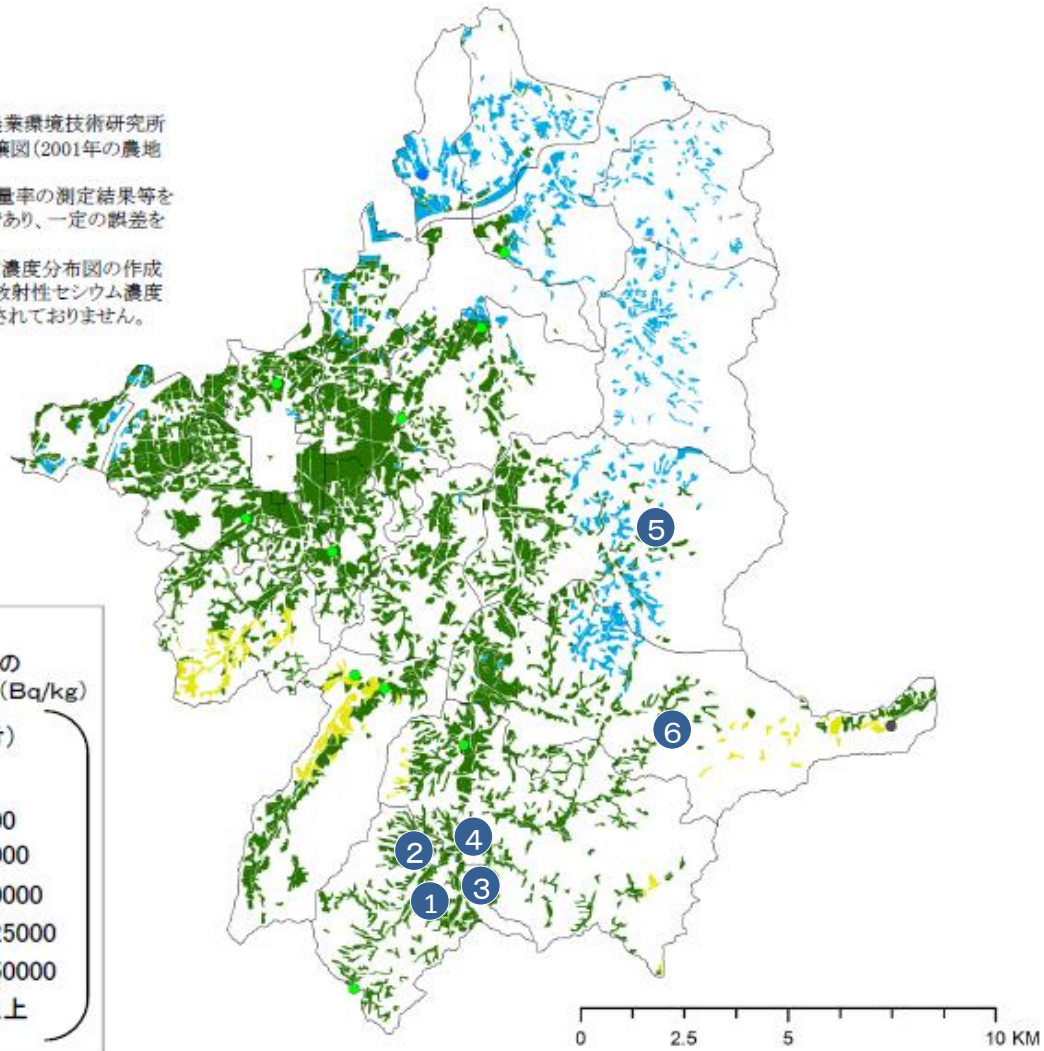 業環境技術研究所
壌図(2001年の農地
量率の測定結果等を
であり、一定の誤差を
濃度分布図の作成
放射性セシウム濃度
されておりません。
の
(Bq/kg)
)
00
000
0000
25000
50000
上
5
6
2
4
3
1
0 2.5 5 10 KM